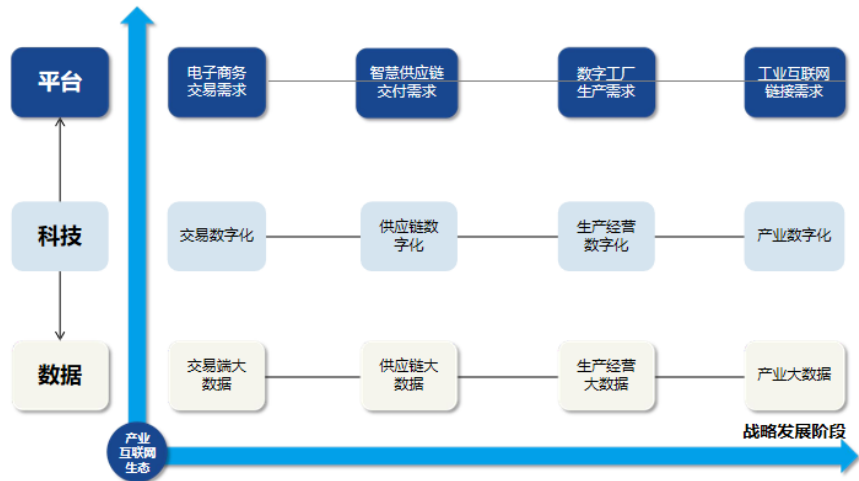 平台
电子商务
交易需求
智慧供应链
交付需求
数字工厂
生产需求
工业互联网
链接需求
科技
交易数字化
供应链数
字化
生产经营
数字化
产业数字化
数据
交易端大
数据
供应链大
数据
生产经营
大数据
产业大数据
战略发展阶段
产业
互联网
生态